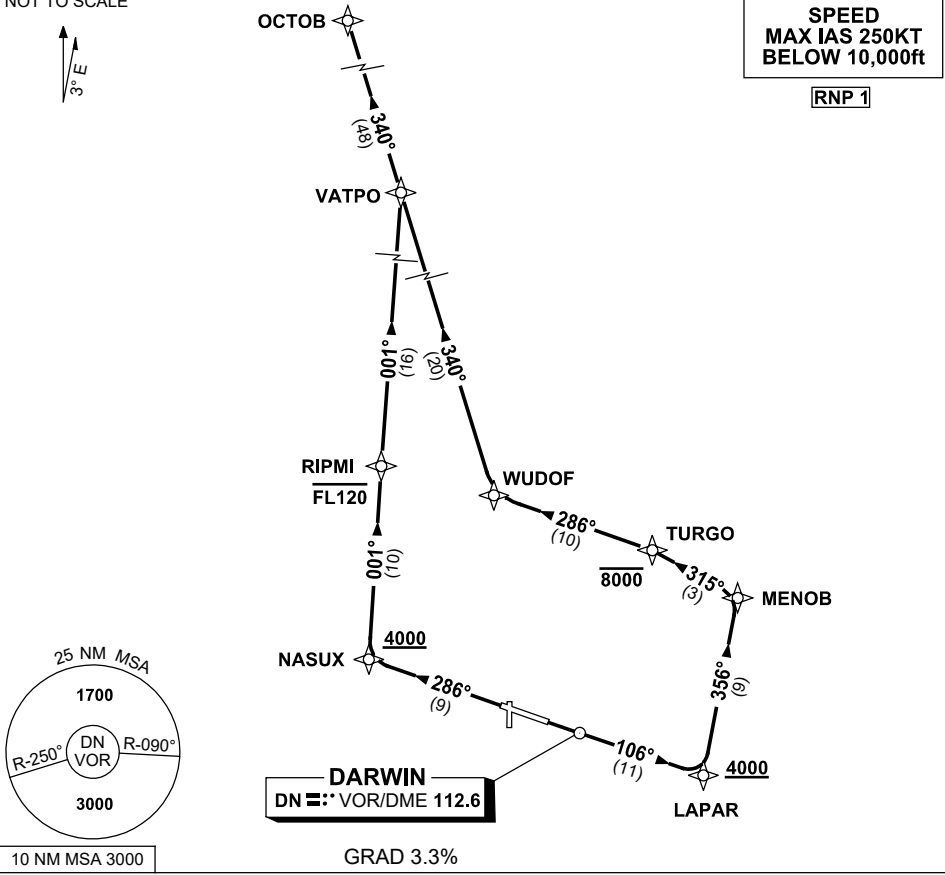 NOT TO SCALE
3° E
SPEED
MAX IAS 250KT
BELOW 10,000ft
RNP 1
OCTOB
340°
(48)
VATPO
001°
(16)
340°
(20)
RIPMI
FL120
WUDOF
286°
(10)
TURGO
8000
315°
(3)
MENOB
001°
(10)
NASUX
4000
286°
(9)
356°
(9)
106°
(11)
4000
LAPAR
DARWIN
DN VOR/DME 112.6
25 NM MSA
1700
DN
VOR
R-250°
R-090°
3000
10 NM MSA 3000
GRAD 3.3%